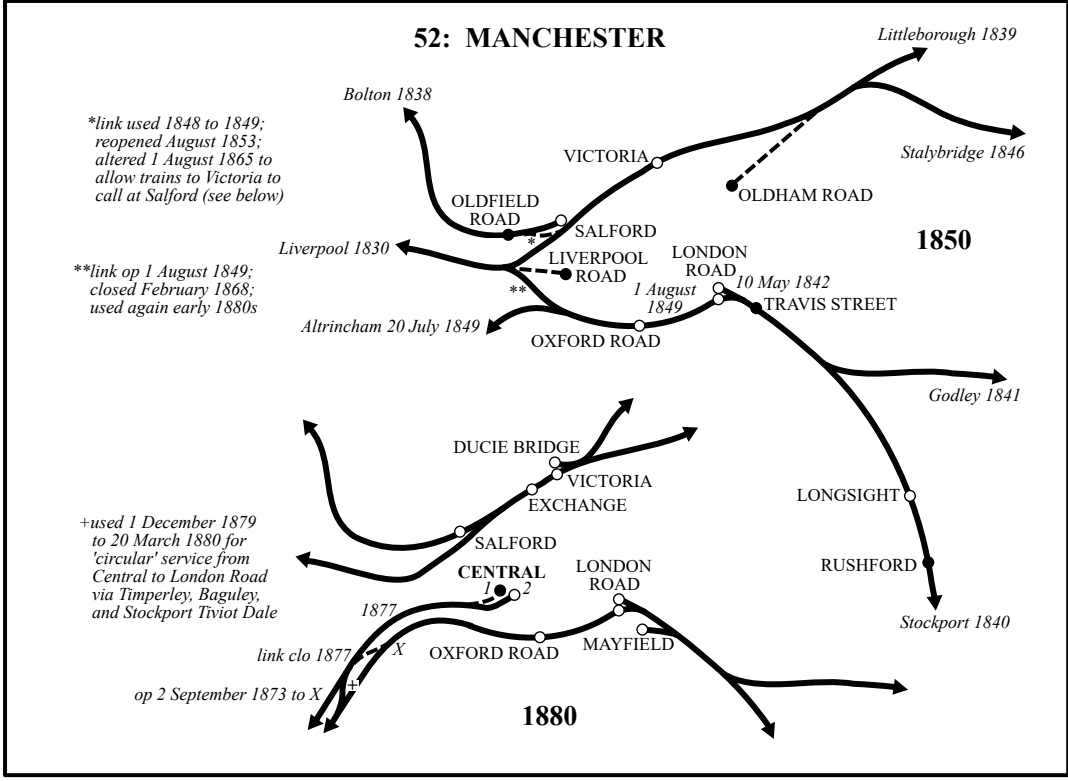 52: MANCHESTER
Littleborough 1839
Bolton 1838
*link used 1848 to 1849;
reopened August 1853;
altered 1 August 1865 to
allow trains to Victoria to
call at Salford (see below)
VICTORIA
Stalybridge 1846
OLDHAM ROAD
OLDFIELD
ROAD
SALFORD
*
1850
Liverpool 1830
LIVERPOOL
ROAD
LONDON
ROAD
**link op 1 August 1849;
closed February 1868;
used again early 1880s
**
1 August
1849
10 May 1842
TRAVIS STREET
Altrincham 20 July 1849
OXFORD ROAD
Godley 1841
DUCIE BRIDGE
VICTORIA
EXCHANGE
LONGSIGHT
+used 1 December 1879
to 20 March 1880 for
'circular' service from
Central to London Road
via Timperley, Baguley,
and Stockport Tiviot Dale
SALFORD
CENTRAL
1 2
LONDON
ROAD
RUSHFORD
1877
Stockport 1840
link clo 1877
X
OXFORD ROAD
MAYFIELD
op 2 September 1873 to X
+
1880